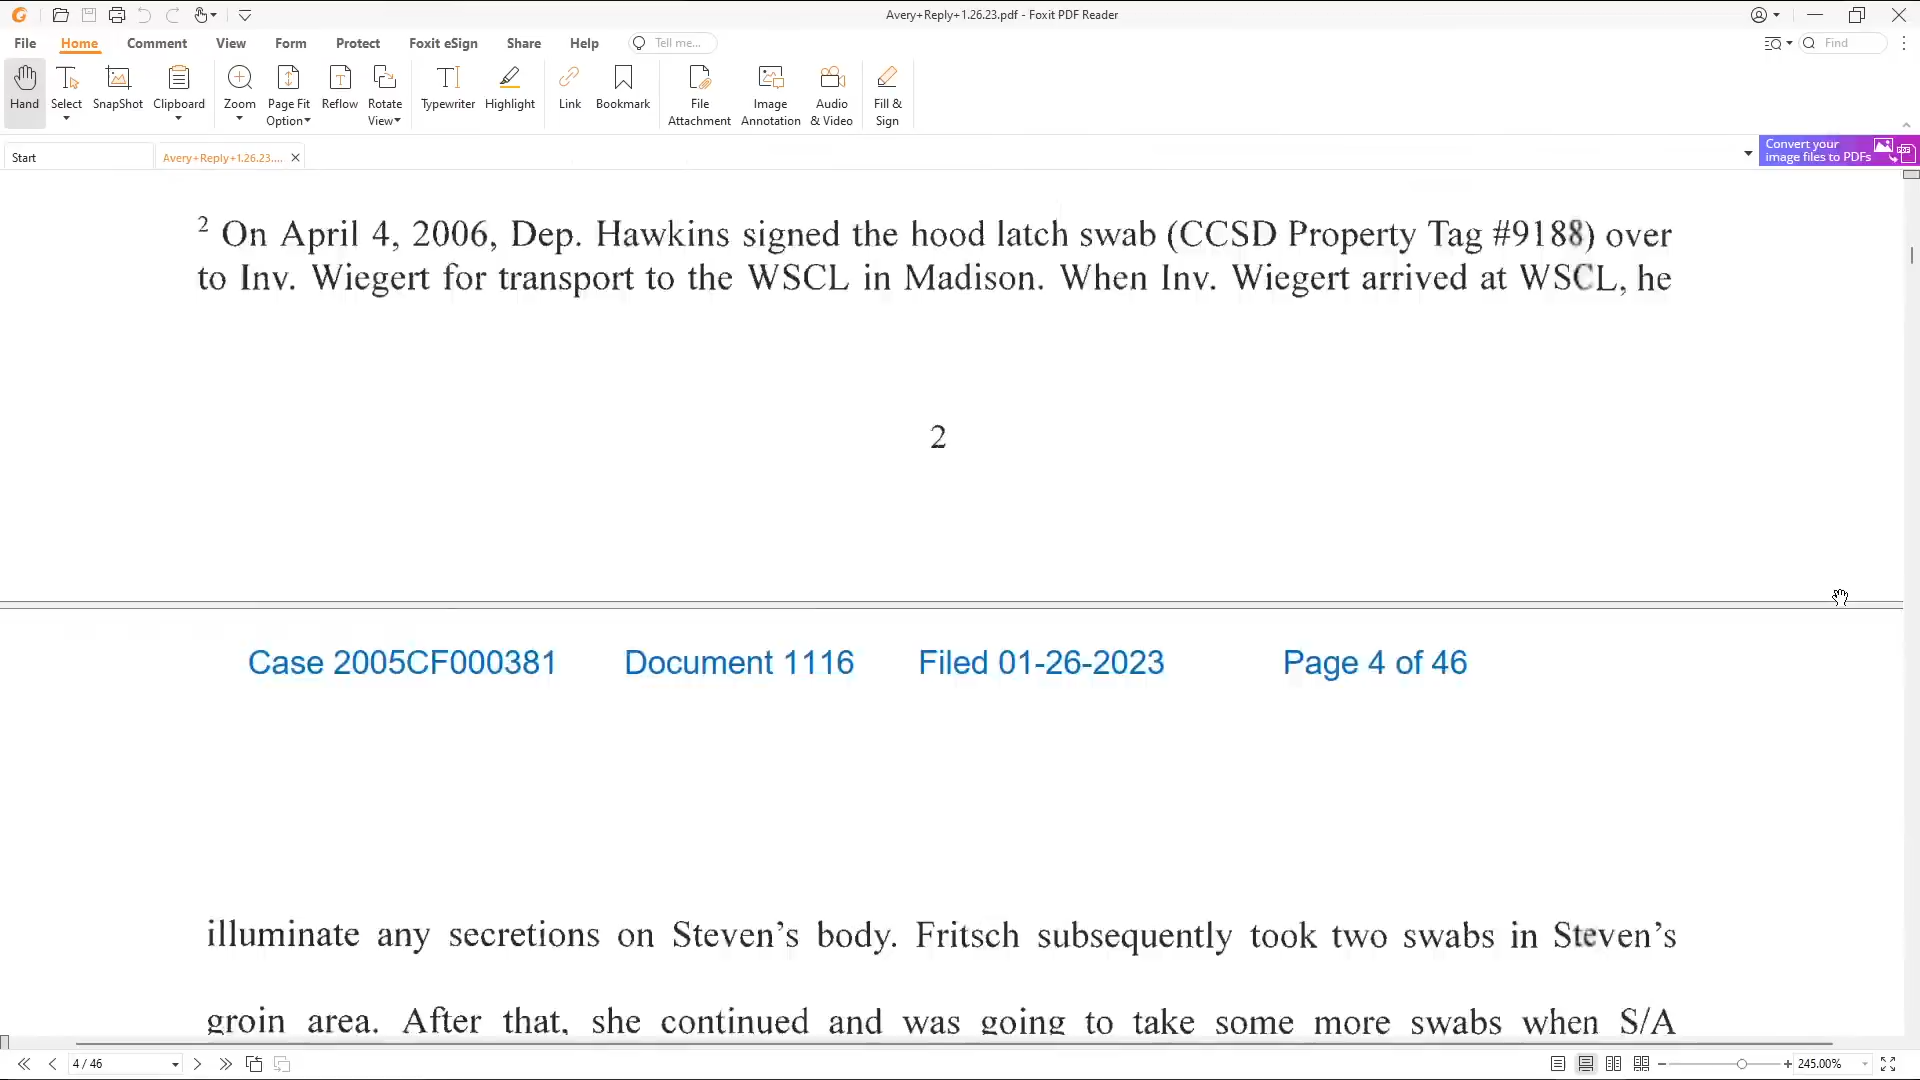 Avery+Reply+1.26.23.pdf - Foxit PDF Reader
File Home Comment View Form Protect Foxit eSign Share Help Tell me... Find
Hand Select SnapShot Clipboard Zoom Page Fit Option Reflow Rotate View Typewriter Highlight Link Bookmark File Attachment Image Annotation Audio & Video Fill & Sign
Start Avery+Reply+1.26.23....
Convert your
image files to PDFs
2 On April 4, 2006, Dep. Hawkins signed the hood latch swab (CCSD Property Tag #9188) over
to Inv. Wiegert for transport to the WSCL in Madison. When Inv. Wiegert arrived at WSCL, he
2
Case 2005CF000381 Document 1116 Filed 01-26-2023 Page 4 of 46
illuminate any secretions on Steven's body. Fritsch subsequently took two swabs in Steven's
groin area. After that, she continued and was going to take some more swabs when S/A
4 / 46 245.00%